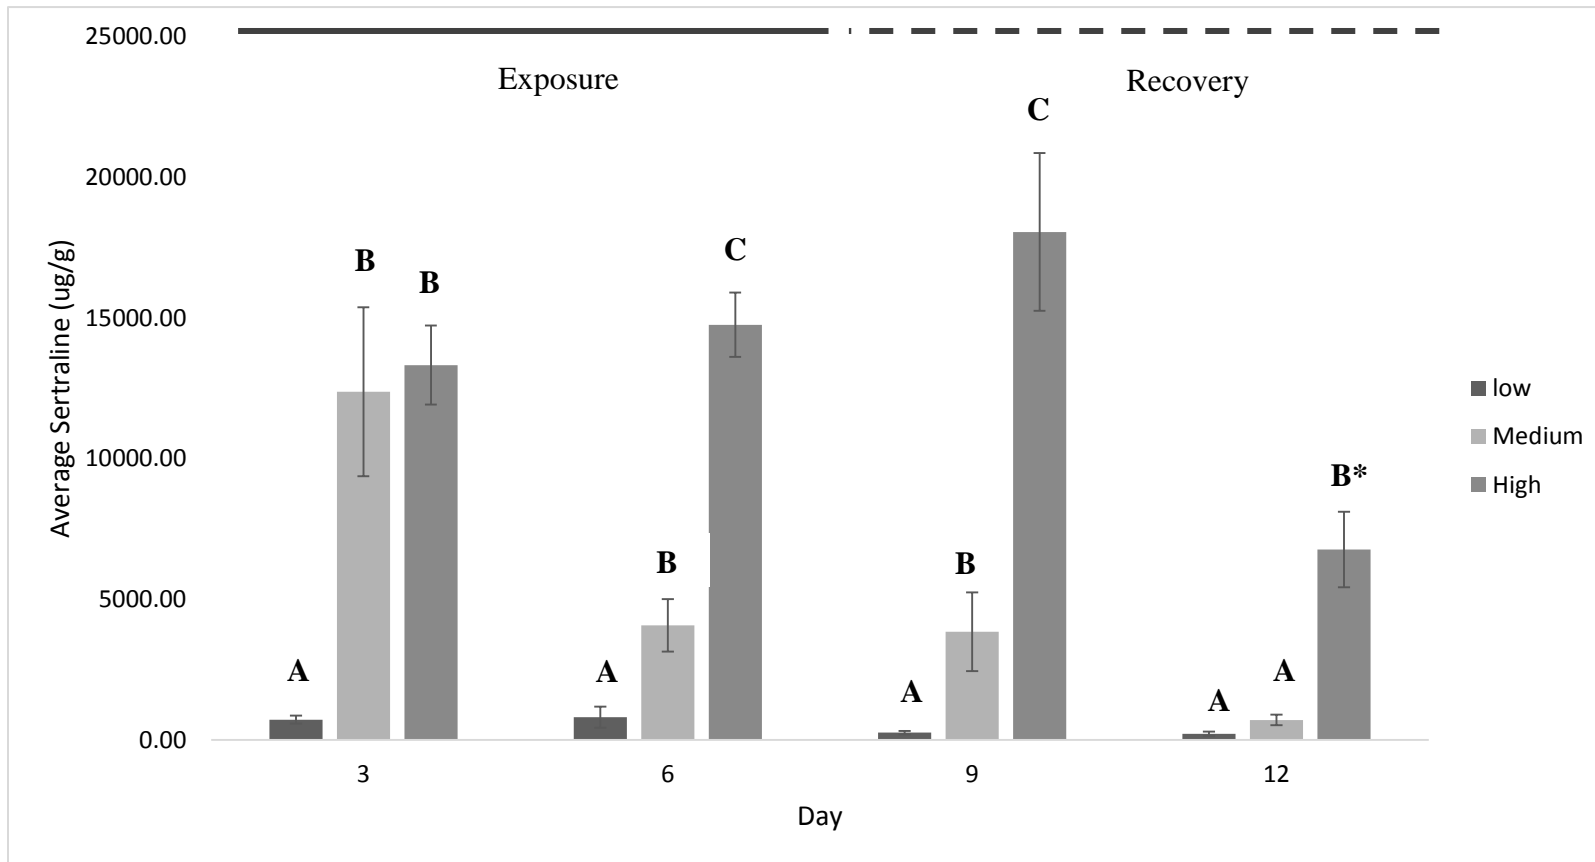 25000.00
Exposure
Recovery
C
20000.00
C
B
B
15000.00
Average Sertraline (ug/g)
low
Medium
High
10000.00
B*
B
B
5000.00
A
A
A
A
A
0.00
3
6
9
12
Day